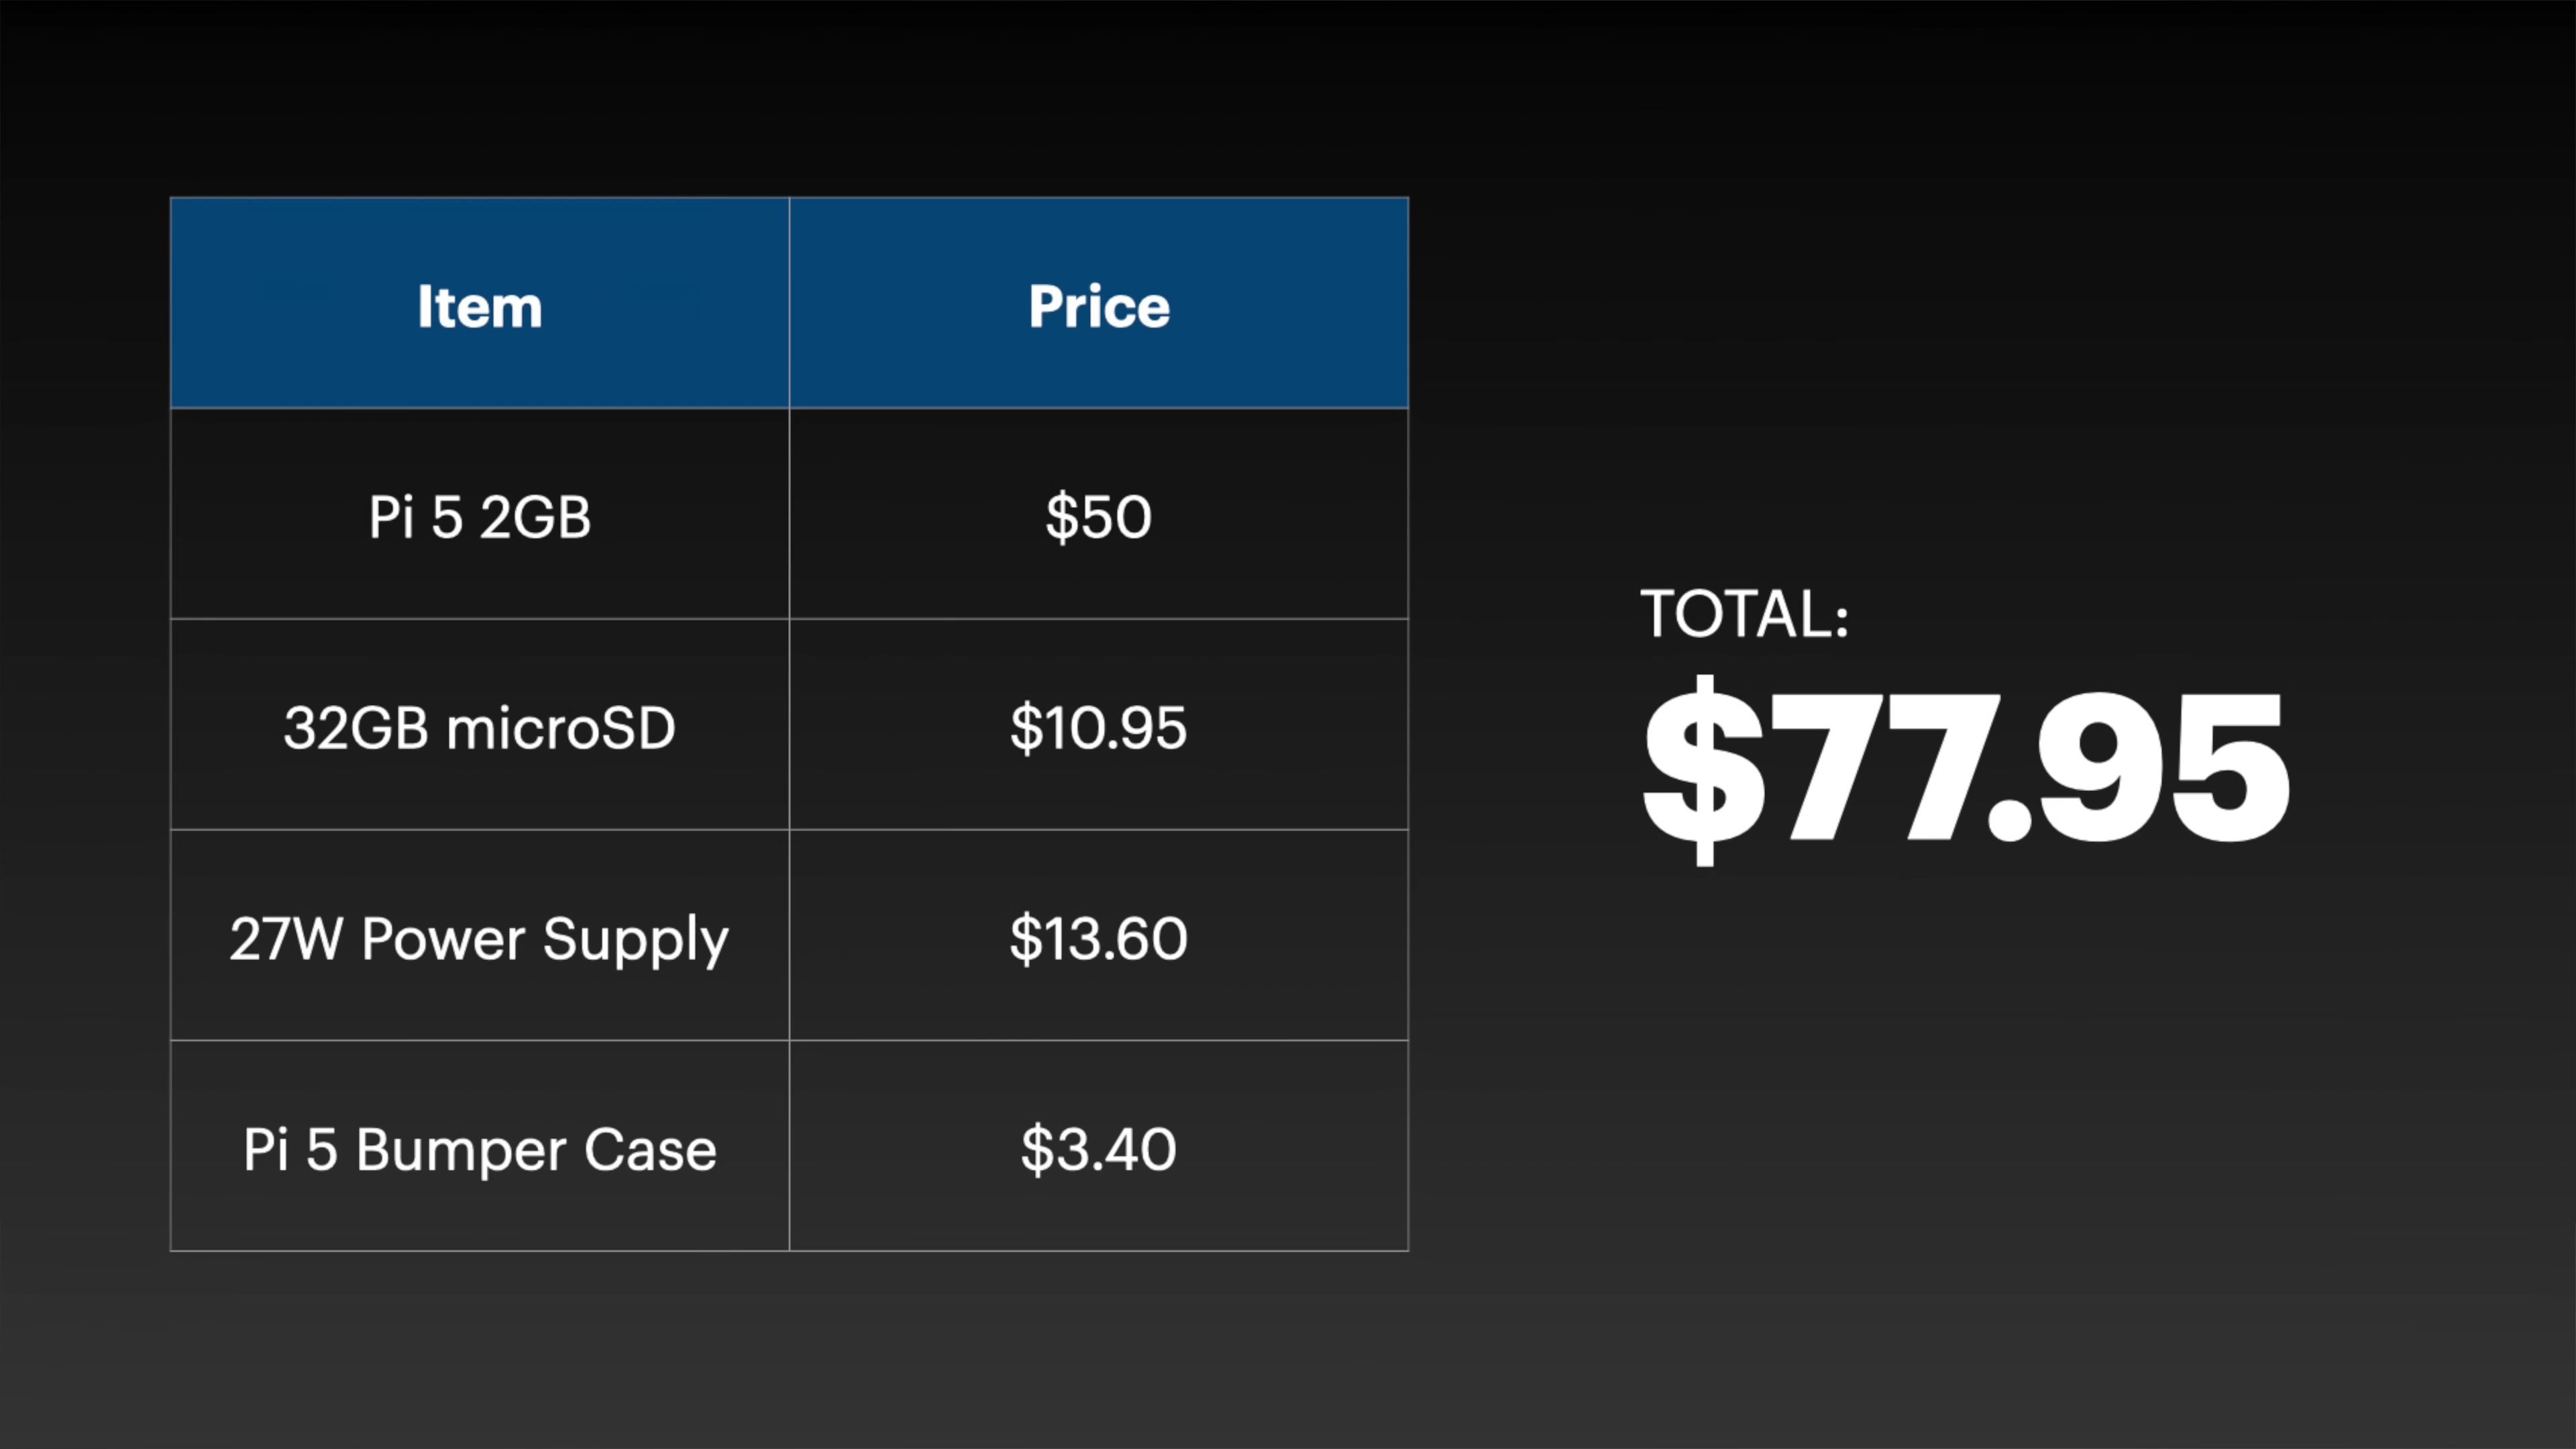 Item Price
Pi 5 2GB $50
32GB microSD $10.95
27W Power Supply $13.60
Pi 5 Bumper Case $3.40
TOTAL:
$77.95